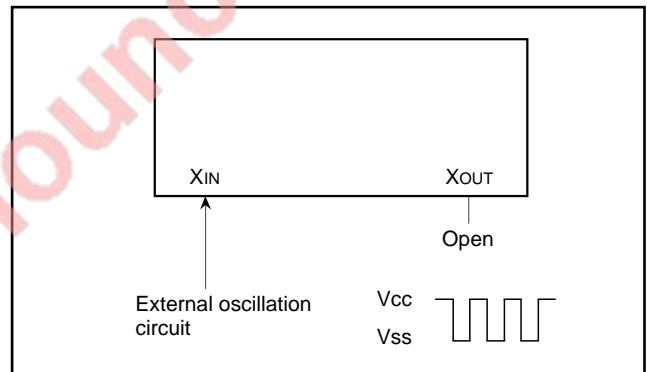 XIN
XOUT
Open
External oscillation
circuit
Vcc
Vss